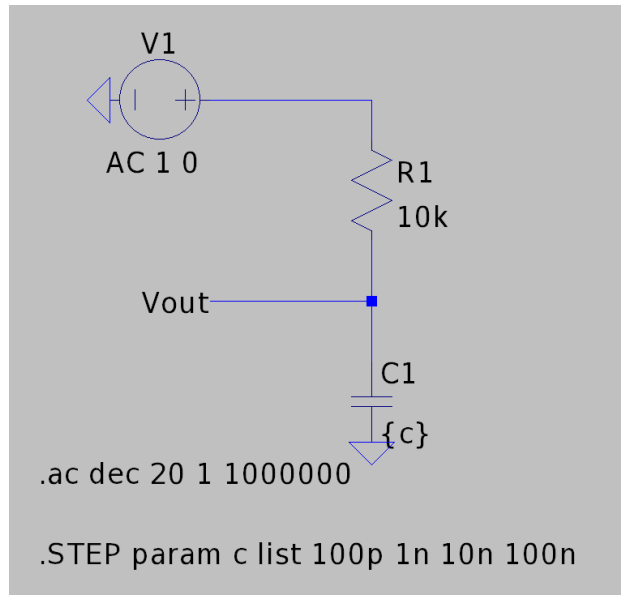 V1
AC 1 0
R1
10k
Vout
C1
{c}
.ac dec 20 1 1000000
.STEP param c list 100p 1n 10n 100n